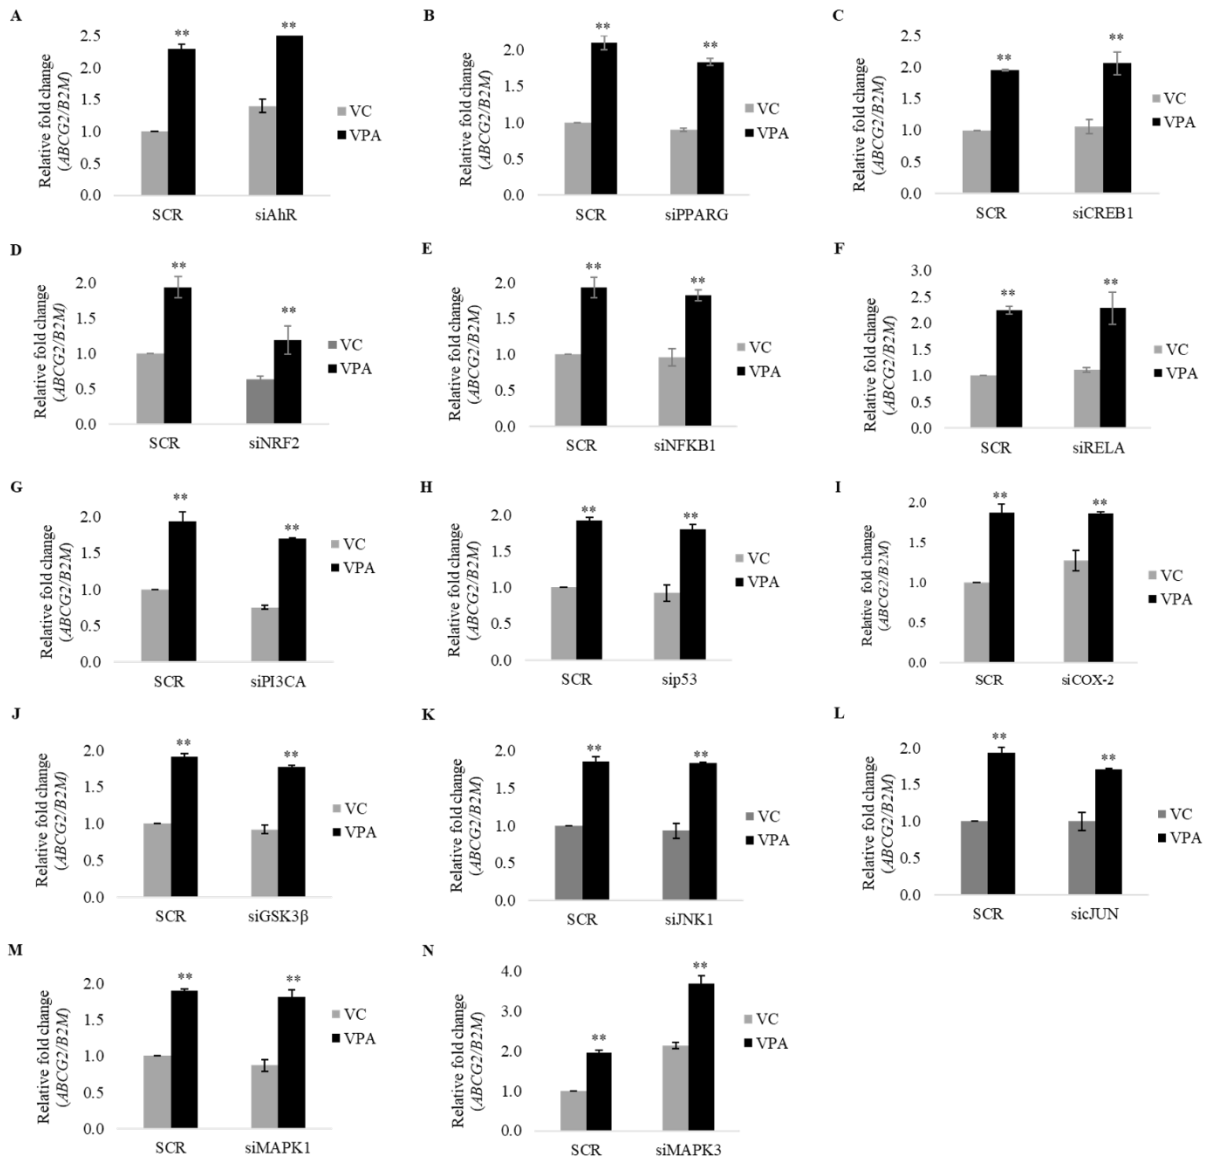 A
Relative fold change
(ABCG2/B2M)
2.5
2.0
1.5
1.0
0.5
0.0
** **
SCR siAhR
VC
VPA
B
Relative fold change
(ABCG2/B2M)
2.0
1.5
1.0
0.5
0.0
** **
SCR siPPARG
VC
VPA
C
Relative fold change
(ABCG2/B2M)
2.5
2.0
1.5
1.0
0.5
0.0
** **
SCR siCREB1
VC
VPA
D
Relative fold change
(ABCG2/B2M)
2.0
1.5
1.0
0.5
0.0
** **
SCR siNRF2
VC
VPA
E
Relative fold change
(ABCG2/B2M)
2.0
1.5
1.0
0.5
0.0
** **
SCR siNFKB1
VC
VPA
F
Relative fold change
(ABCG2/B2M)
3.0
2.5
2.0
1.5
1.0
0.5
0.0
** **
SCR siRELA
VC
VPA
G
Relative fold change
(ABCG2/B2M)
2.0
1.5
1.0
0.5
0.0
** **
SCR siPI3CA
VC
VPA
H
Relative fold change
(ABCG2/B2M)
2.0
1.5
1.0
0.5
0.0
** **
SCR sip53
VC
VPA
I
Relative fold change
(ABCG2/B2M)
2.0
1.5
1.0
0.5
0.0
** **
SCR siCOX-2
VC
VPA
J
Relative fold change
(ABCG2/B2M)
2.0
1.5
1.0
0.5
0.0
** **
SCR siGSK3β
VC
VPA
K
Relative fold change
(ABCG2/B2M)
2.0
1.5
1.0
0.5
0.0
** **
SCR siJNK1
VC
VPA
L
Relative fold change
(ABCG2/B2M)
2.0
1.5
1.0
0.5
0.0
** **
SCR sicJUN
VC
VPA
M
Relative fold change
(ABCG2/B2M)
2.0
1.5
1.0
0.5
0.0
** **
SCR siMAPK1
VC
VPA
N
Relative fold change
(ABCG2/B2M)
4.0
3.0
2.0
1.0
0.0
** **
SCR siMAPK3
VC
VPA